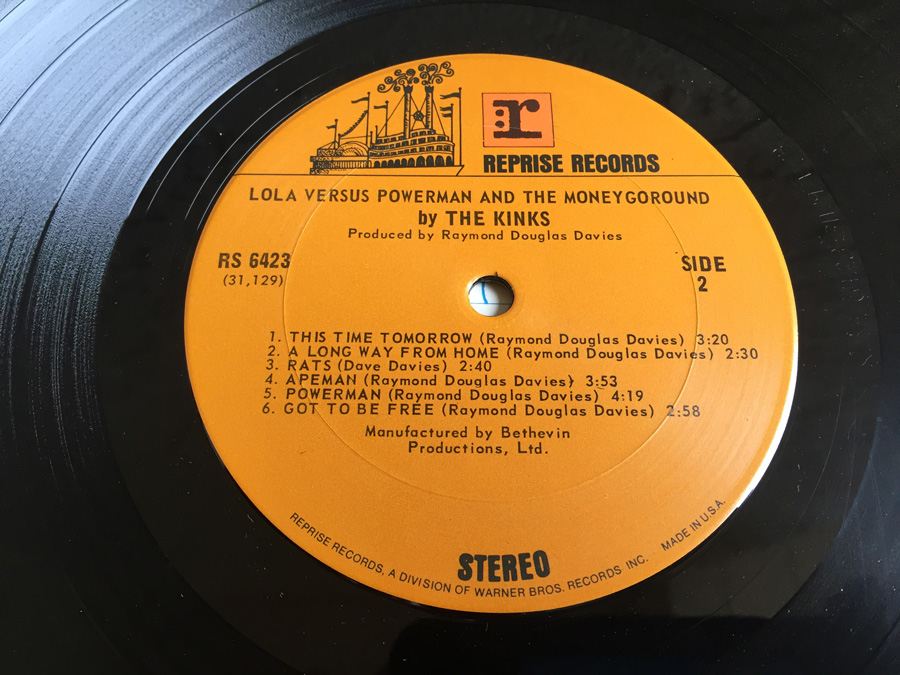 r
REPRISE RECORDS
LOLA VERSUS POWERMAN AND THE MONEYGOROUND
by THE KINKS
Produced by Raymond Douglas Davies
RS 6423
(31,129)
SIDE
2
1. THIS TIME TOMORROW (Raymond Douglas Davies) 3:20
2. A LONG WAY FROM HOME (Raymond Douglas Davies) 2:30
3. RATS (Dave Davies) 2:40
4. APEMAN (Raymond Douglas Davies) 3:53
5. POWERMAN (Raymond Douglas Davies) 4:19
6. GOT TO BE FREE (Raymond Douglas Davies) 2:58
Manufactured by Bethevin
Productions, Ltd.
STEREO
REPRISE RECORDS, A DIVISION OF WARNER BROS. RECORDS INC. MADE IN U.S.A.